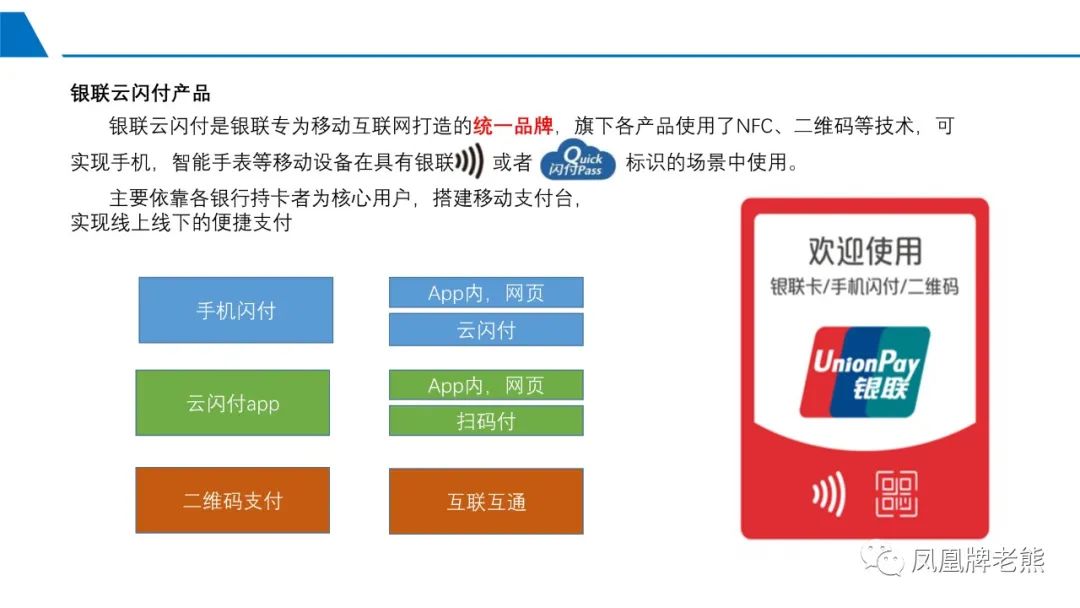 银联云闪付产品
银联云闪付是银联专为移动互联网打造的统一品牌，旗下各产品使用了NFC、二维码等技术，可
实现手机，智能手表等移动设备在具有银联 或者 Quick 闪付Pass 标识的场景中使用。
主要依靠各银行持卡者为核心用户，搭建移动支付台，
实现线上线下的便捷支付
手机闪付
App内，网页
云闪付
云闪付app
App内，网页
扫码付
二维码支付
互联互通
欢迎使用
银联卡/手机闪付/二维码
UnionPay
银联
凤凰牌老熊